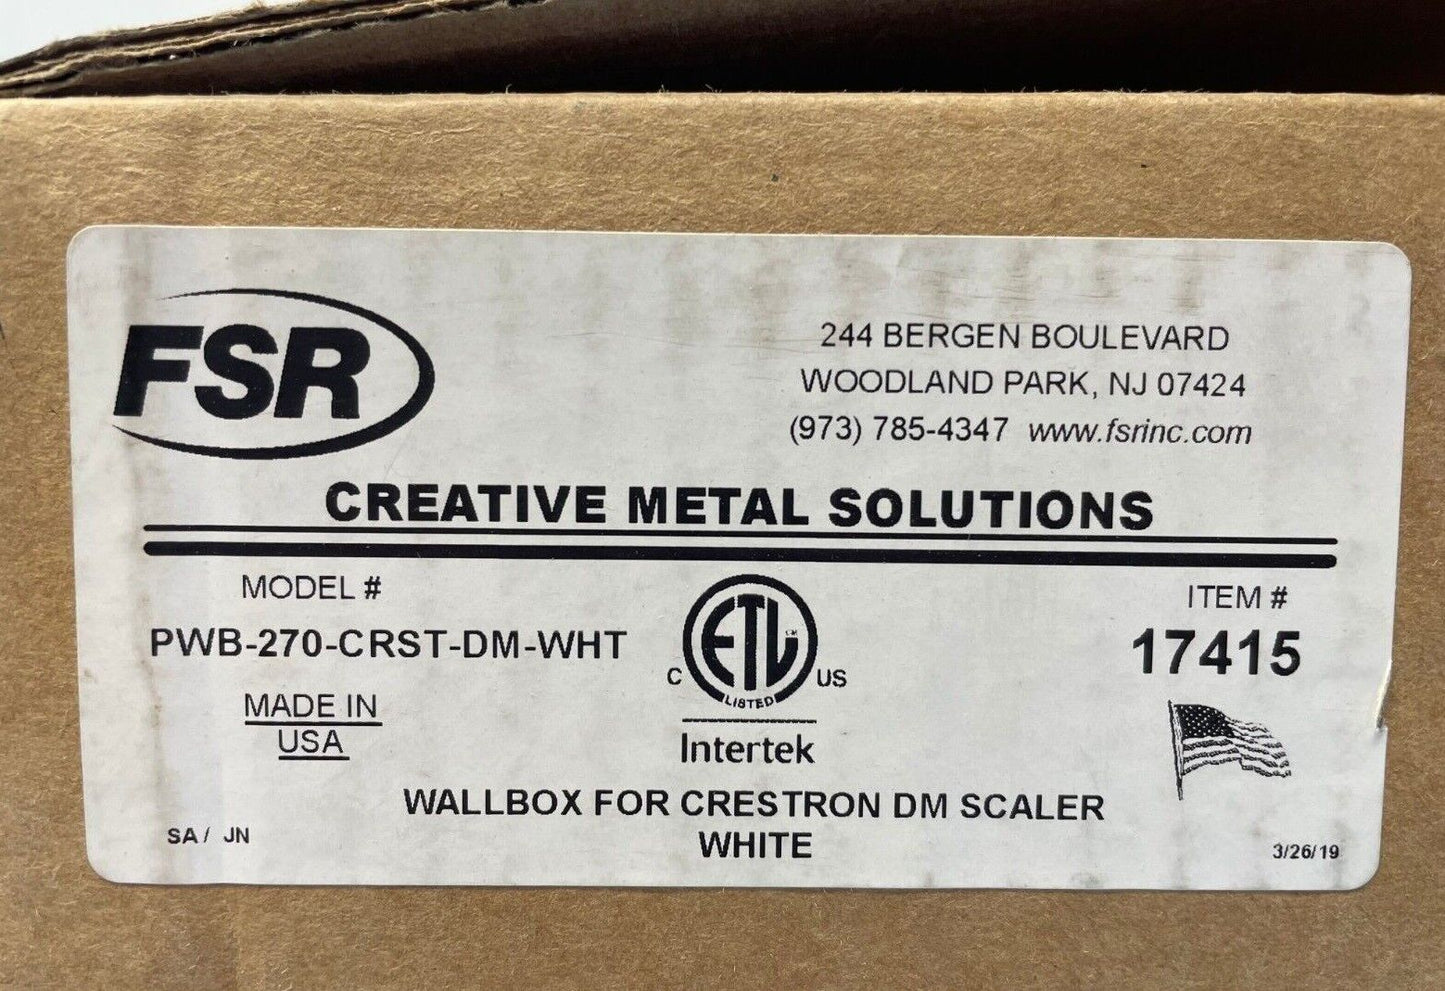 FSR
244 BERGEN BOULEVARD
WOODLAND PARK, NJ 07424
(973) 785-4347 www.fsrinc.com
CREATIVE METAL SOLUTIONS
MODEL #
PWB-270-CRST-DM-WHT
MADE IN
USA
ETL
CM
C US
LISTED
Intertek
ITEM #
17415
WALLBOX FOR CRESTRON DM SCALER
WHITE
SA / JN
3/26/19